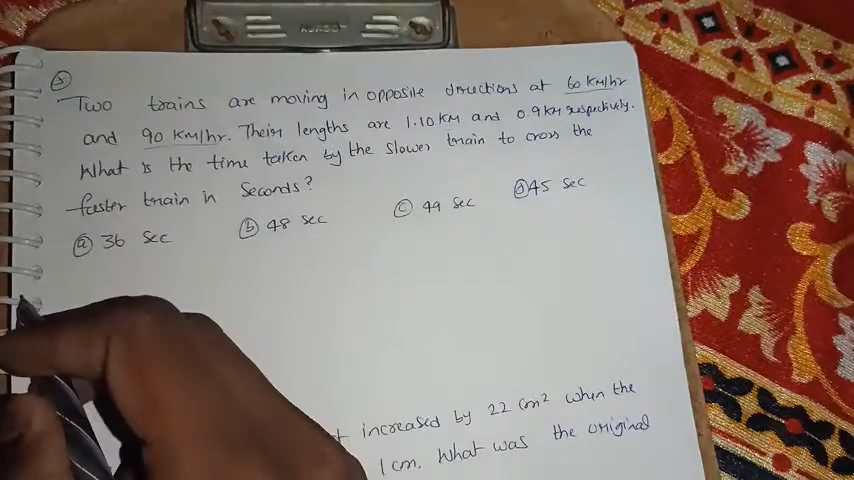 Two trains are moving in opposite directions at 60 KM/hr
and 90 KM/hr. Their lengths are 1.10 KM and 0.9 KM respectively.
What is the time taken by the slower train to cross the
faster train in Seconds?
(a) 36 Sec (b) 48 Sec (c) 49 Sec (d) 45 Sec
increased by 22 cm² when the
1 cm. What was the original